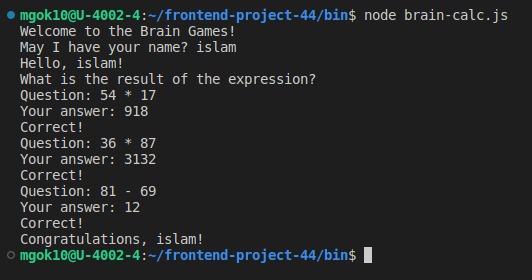 mgok10@U-4002-4:~/frontend-project-44/bin$ node brain-calc.js
Welcome to the Brain Games!
May I have your name? islam
Hello, islam!
What is the result of the expression?
Question: 54 * 17
Your answer: 918
Correct!
Question: 36 * 87
Your answer: 3132
Correct!
Question: 81 - 69
Your answer: 12
Correct!
Congratulations, islam!
mgok10@U-4002-4:~/frontend-project-44/bin$